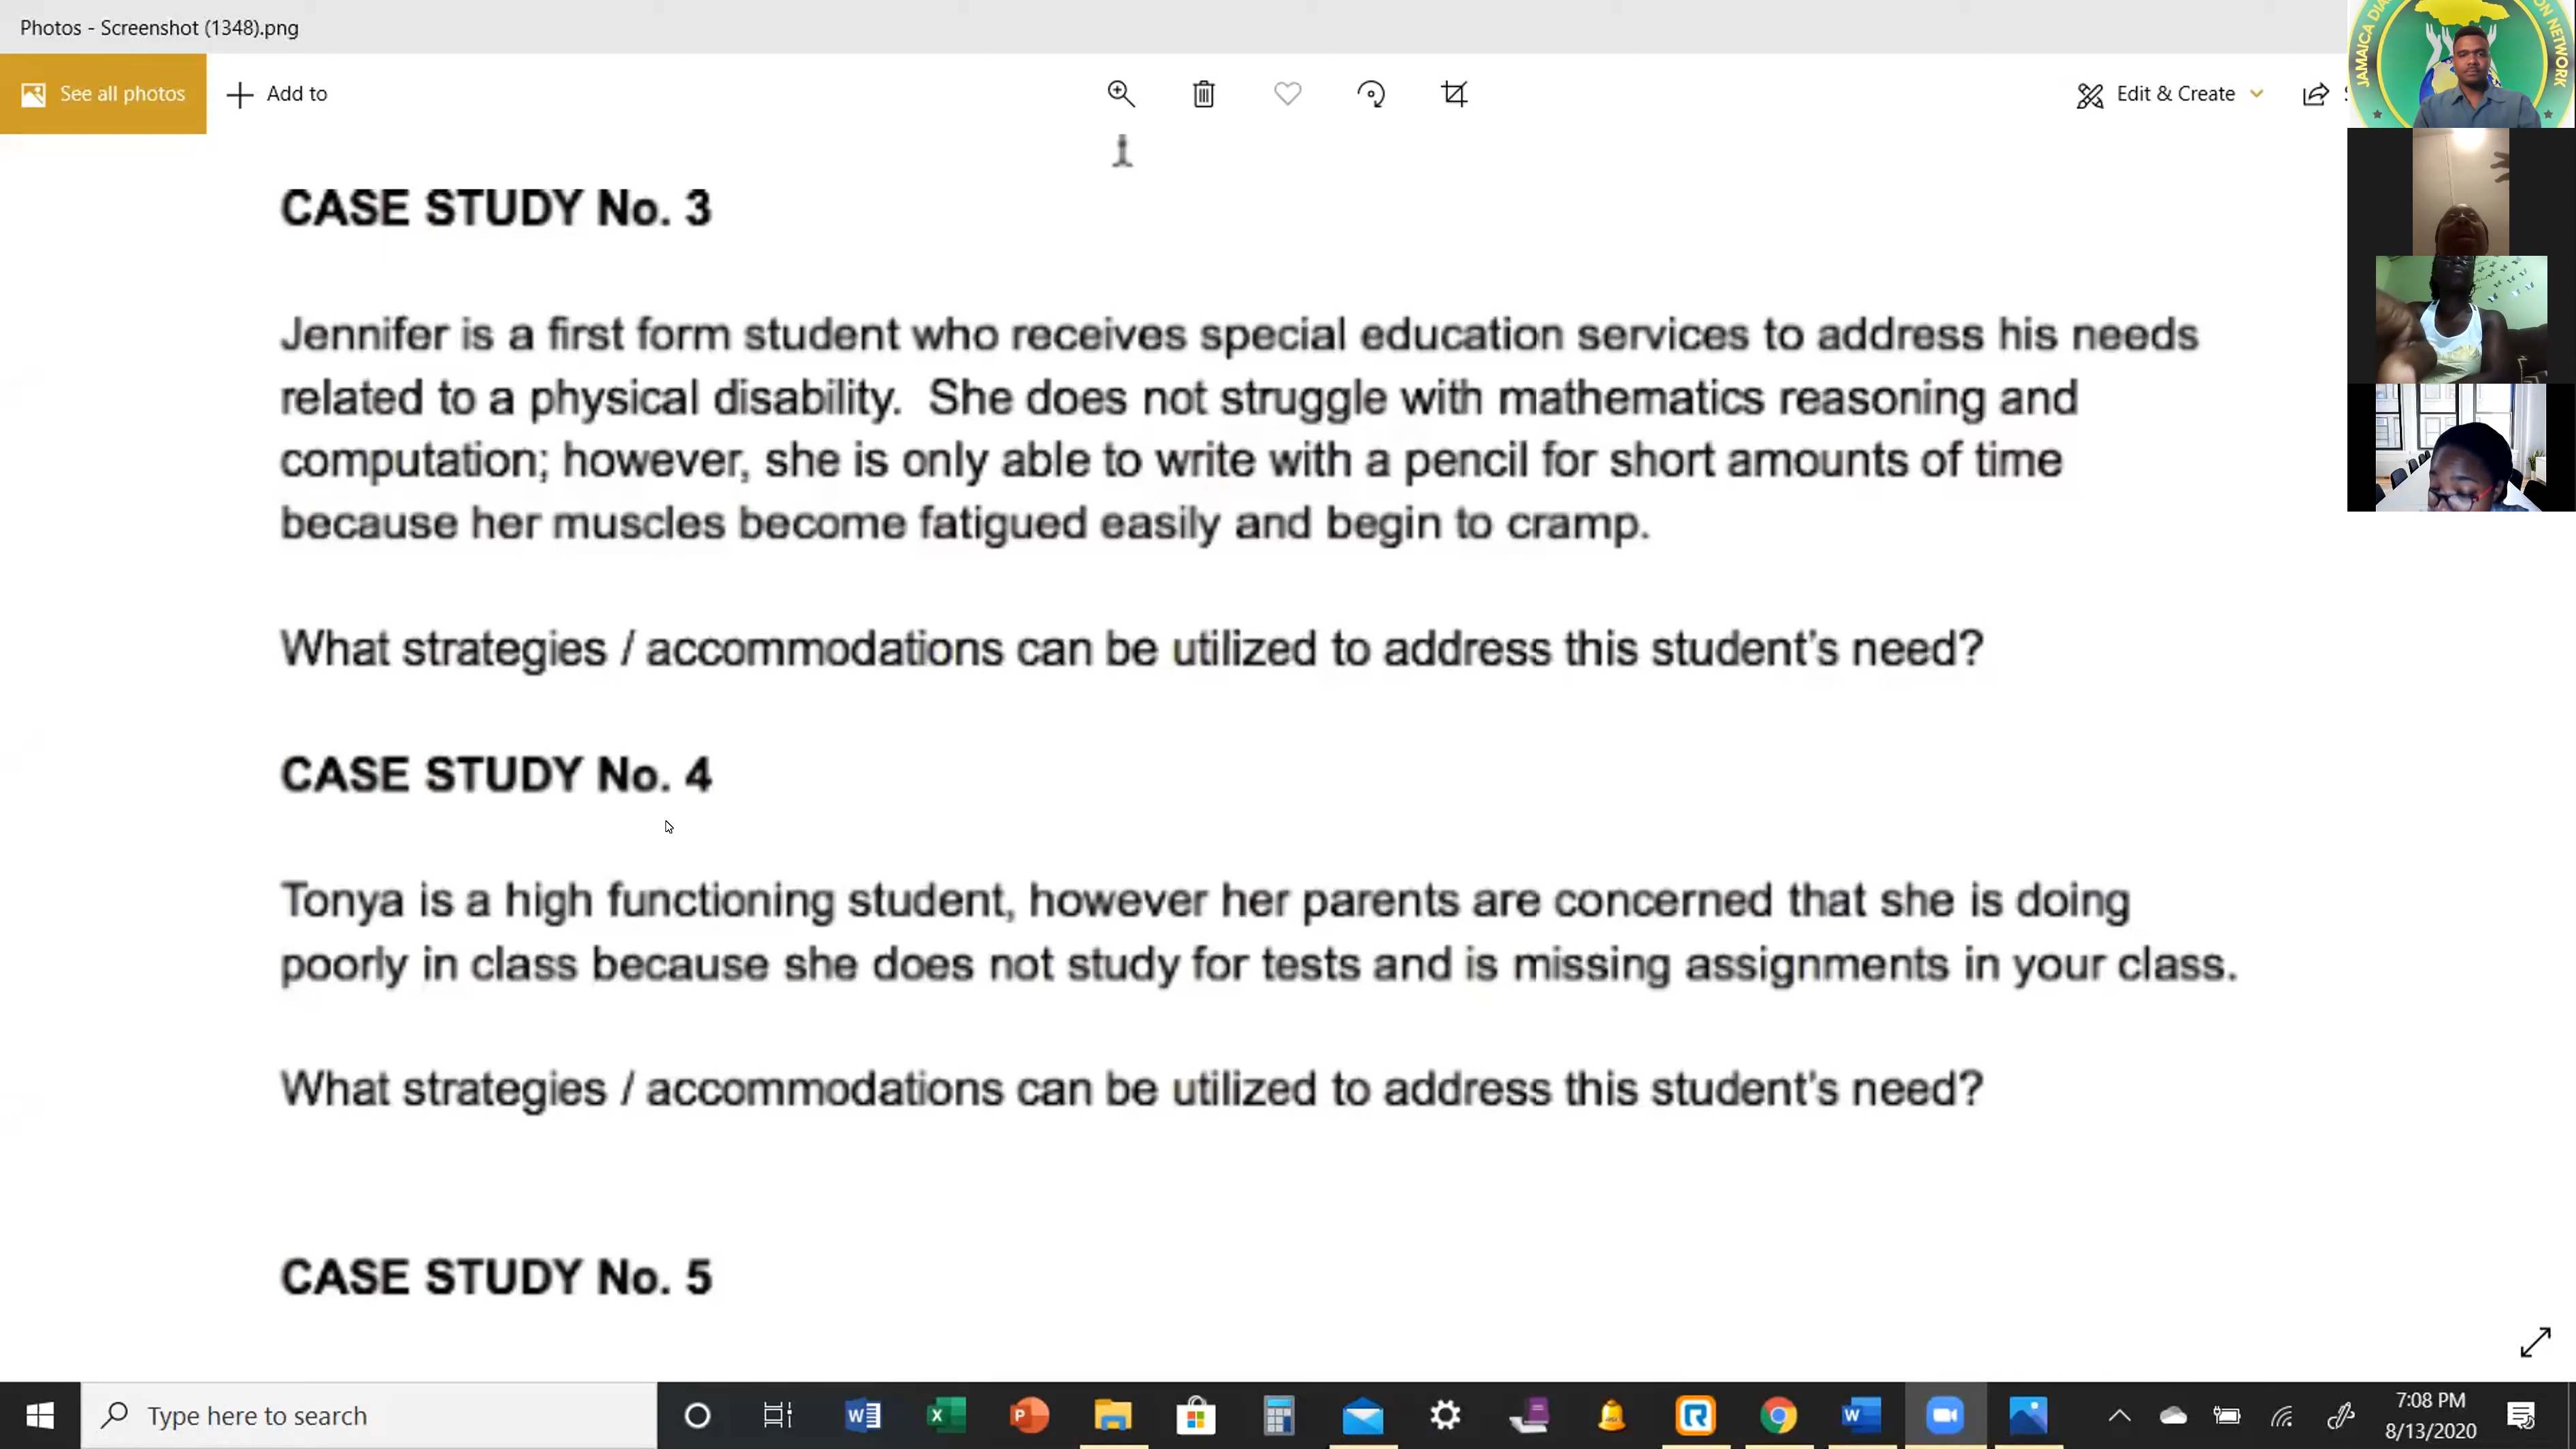 Photos - Screenshot (1348).png
See all photos
Add to
Edit & Create
JAMAICA DIA
ON NETWORK
CASE STUDY No. 3
Jennifer is a first form student who receives special education services to address his needs
related to a physical disability. She does not struggle with mathematics reasoning and
computation; however, she is only able to write with a pencil for short amounts of time
because her muscles become fatigued easily and begin to cramp.
What strategies / accommodations can be utilized to address this student's need?
CASE STUDY No. 4
Tonya is a high functioning student, however her parents are concerned that she is doing
poorly in class because she does not study for tests and is missing assignments in your class.
What strategies / accommodations can be utilized to address this student's need?
CASE STUDY No. 5
Type here to search
7:08 PM
8/13/2020